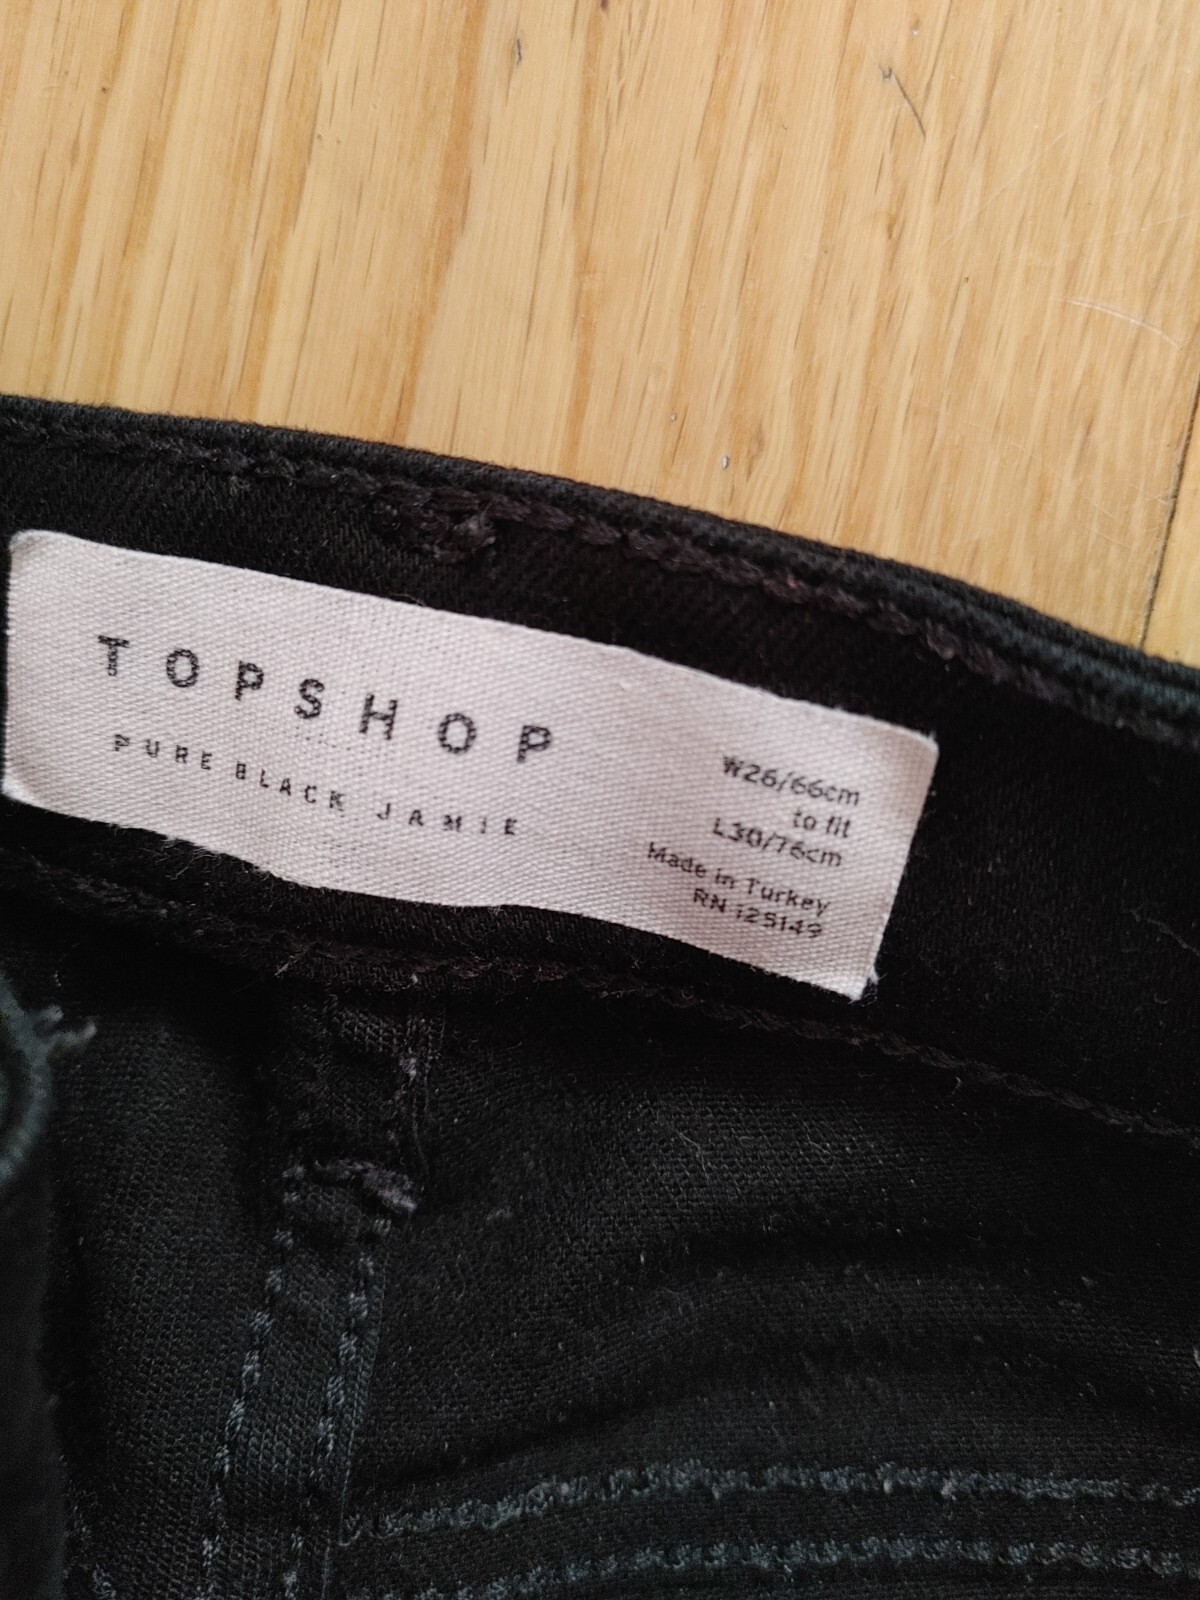 TOPSHOP
PURE BLACK JAMIE
W26/66cm
to fit
L30/76cm
Made in Turkey
RN 125149